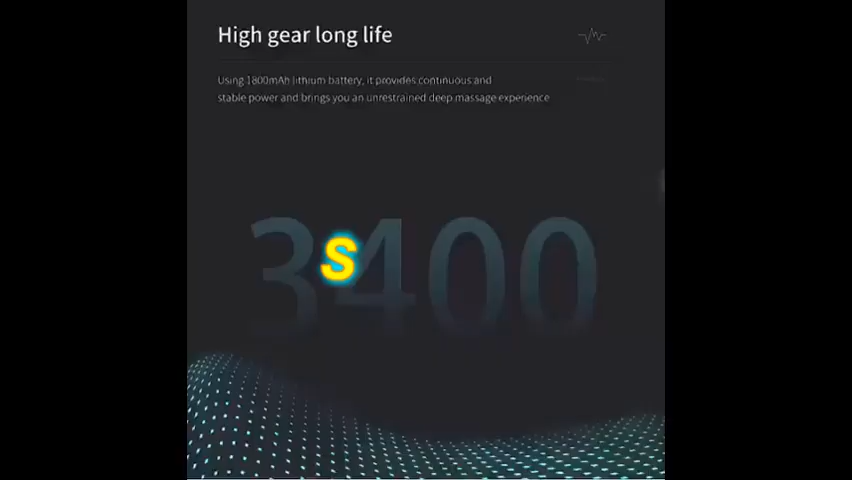 High gear long life
Using 1800mAh lithium battery, it provides continuous and
stable power and brings you an unrestrained deep massage experience
3400
S